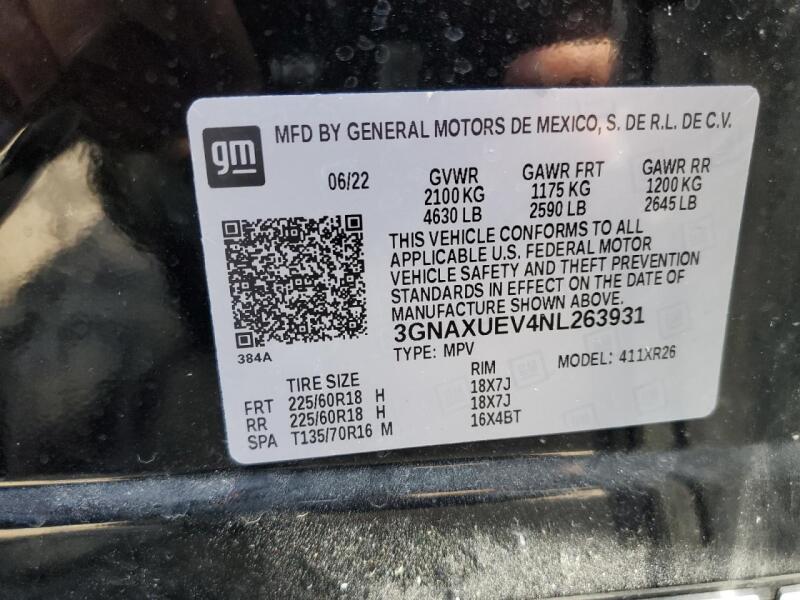 gm
MFD BY GENERAL MOTORS DE MEXICO, S. DE R.L. DE C.V.
06/22
GVWR GAWR FRT GAWR RR
2100 KG 1175 KG 1200 KG
4630 LB 2590 LB 2645 LB
THIS VEHICLE CONFORMS TO ALL
APPLICABLE U.S. FEDERAL MOTOR
VEHICLE SAFETY AND THEFT PREVENTION
STANDARDS IN EFFECT ON THE DATE OF
MANUFACTURE SHOWN ABOVE.
3GNAXUEV4NL263931
384A
TYPE: MPV MODEL: 411XR26
TIRE SIZE RIM
FRT 225/60R18 H 18X7J
RR 225/60R18 H 18X7J
SPA T135/70R16 M 16X4BT